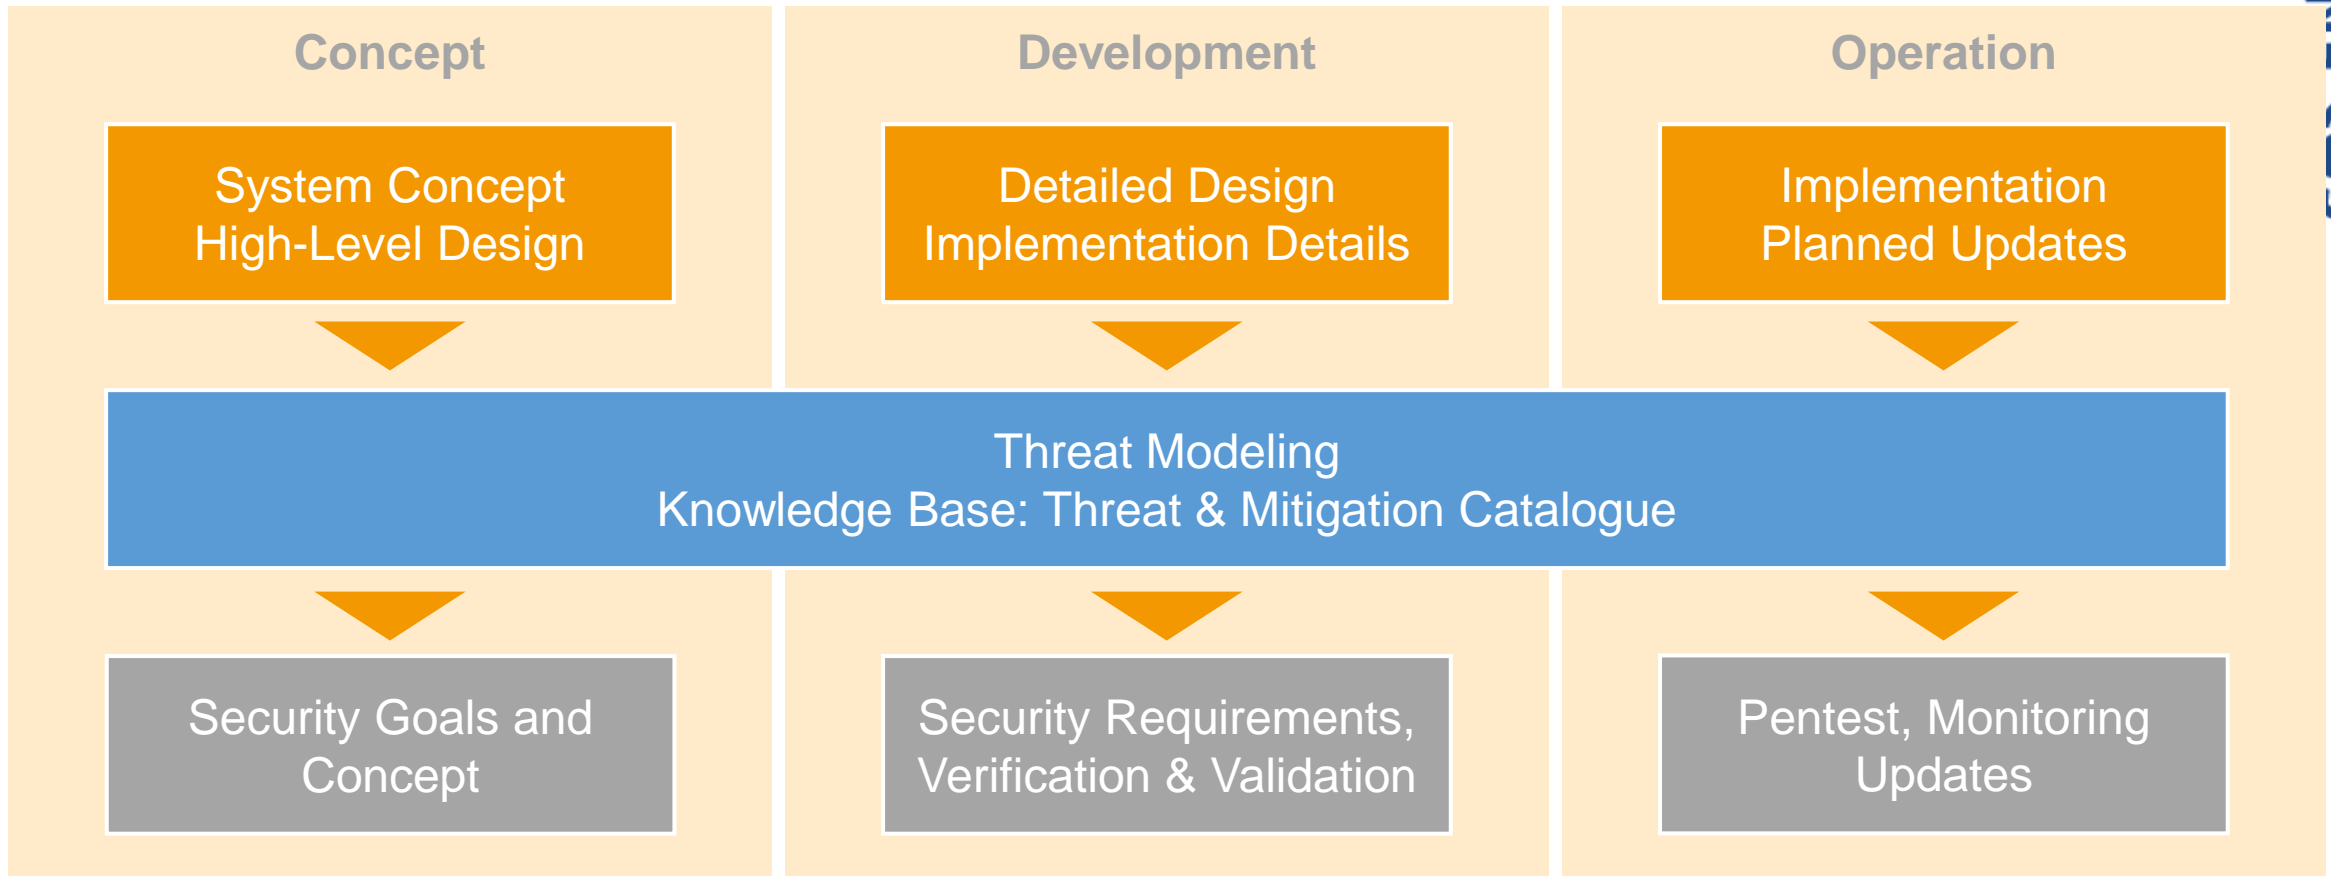 Concept
System Concept
High-Level Design
Development
Detailed Design
Implementation Details
Operation
Implementation
Planned Updates
Threat Modeling
Knowledge Base: Threat & Mitigation Catalogue
Security Goals and
Concept
Security Requirements,
Verification & Validation
Pentest, Monitoring
Updates